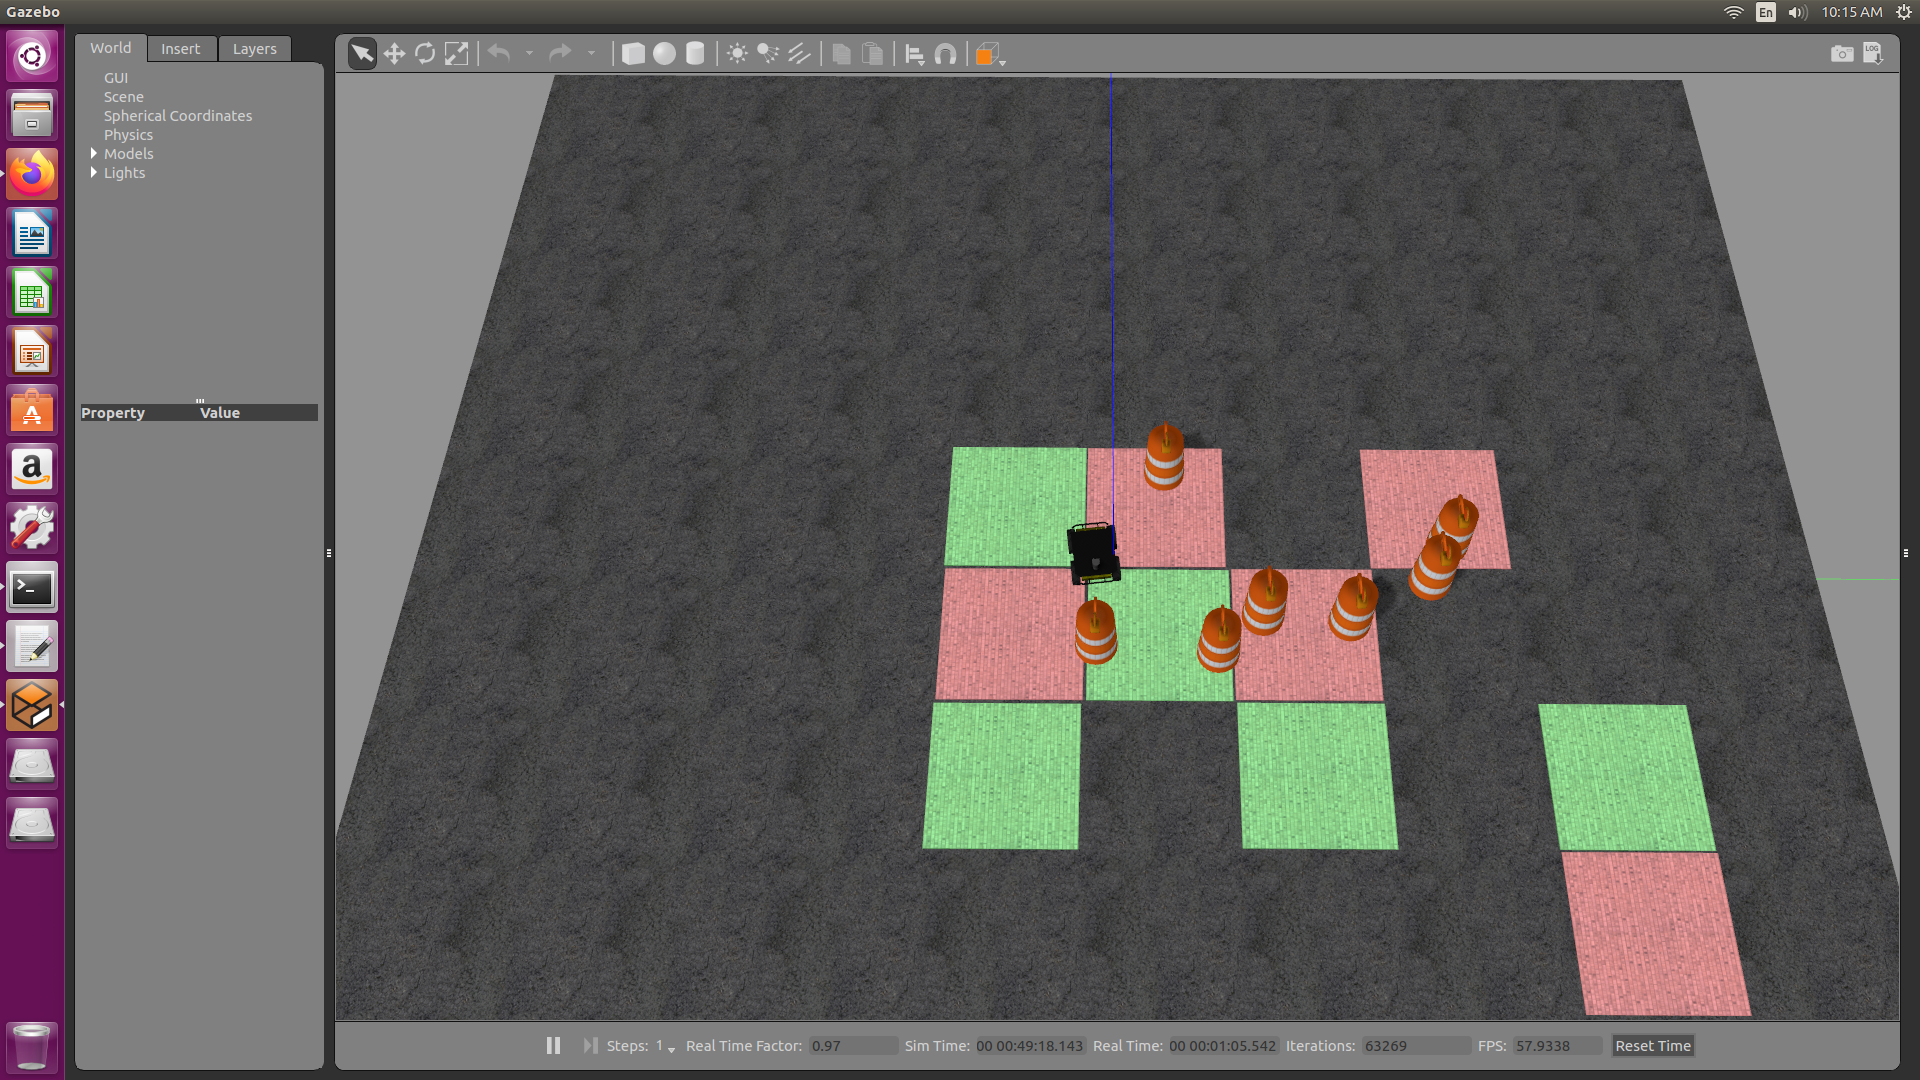 Gazebo
En
10:15 AM
World Insert Layers
LOG
GUI
Scene
Spherical Coordinates
Physics
Models
Lights
Property Value
a
Steps: 1 Real Time Factor: 0.97 Sim Time: 00 00:49:18.143 Real Time: 00 00:01:05.542 Iterations: 63269 FPS: 57.9338 Reset Time